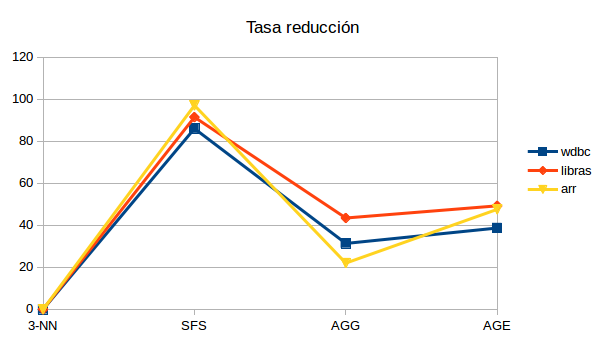 Tasa reducción
120
100
80
60
40
20
0
3-NN SFS AGG AGE
wdbc
libras
arr